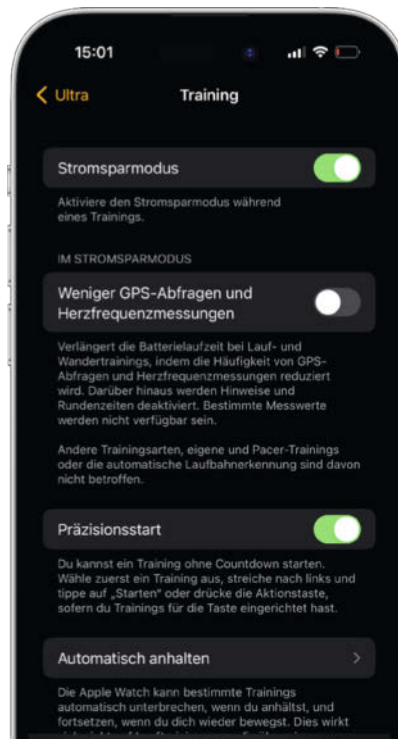 15:01
Ultra
Training
Stromsparmodus
Aktiviere den Stromsparmodus während
eines Trainings.
IM STROMSPARMODUS
Weniger GPS-Abfragen und
Herzfrequenzmessungen
Verlängert die Batterielaufzeit bei Lauf- und
Wandertrainings, indem die Häufigkeit von GPS-
Abfragen und Herzfrequenzmessungen reduziert
wird. Darüber hinaus werden Hinweise und
Rundenzeiten deaktiviert. Bestimmte Messwerte
werden nicht verfügbar sein.
Andere Trainingsarten, eigene und Pacer-Trainings
oder die automatische Laufbahnerkennung sind davon
nicht betroffen.
Präzisionsstart
Du kannst ein Training ohne Countdown starten.
Wähle zuerst ein Training aus, streiche nach links und
tippe auf „Starten" oder drücke die Aktionstaste,
sofern du Trainings für die Taste eingerichtet hast.
Automatisch anhalten
Die Apple Watch kann bestimmte Trainings
automatisch unterbrechen, wenn du anhältst, und
fortsetzen, wenn du dich wieder bewegst. Dies wirkt